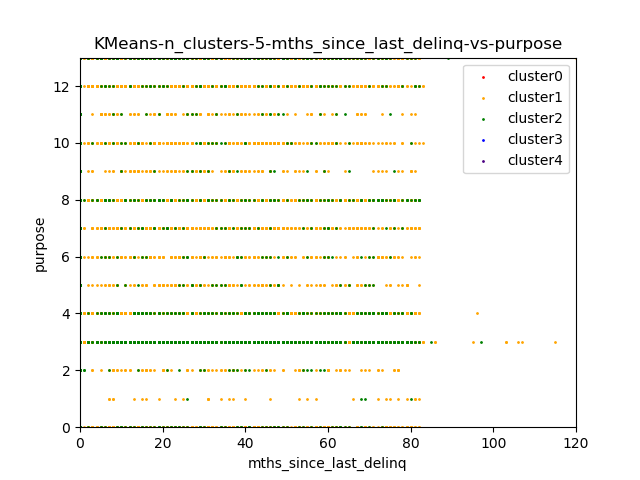 KMeans-n_clusters-5-mths_since_last_delinq-vs-purpose
cluster0
cluster1
cluster2
cluster3
cluster4
12
10
8
6
4
2
0
purpose
0 20 40 60 80 100 120
mths_since_last_delinq